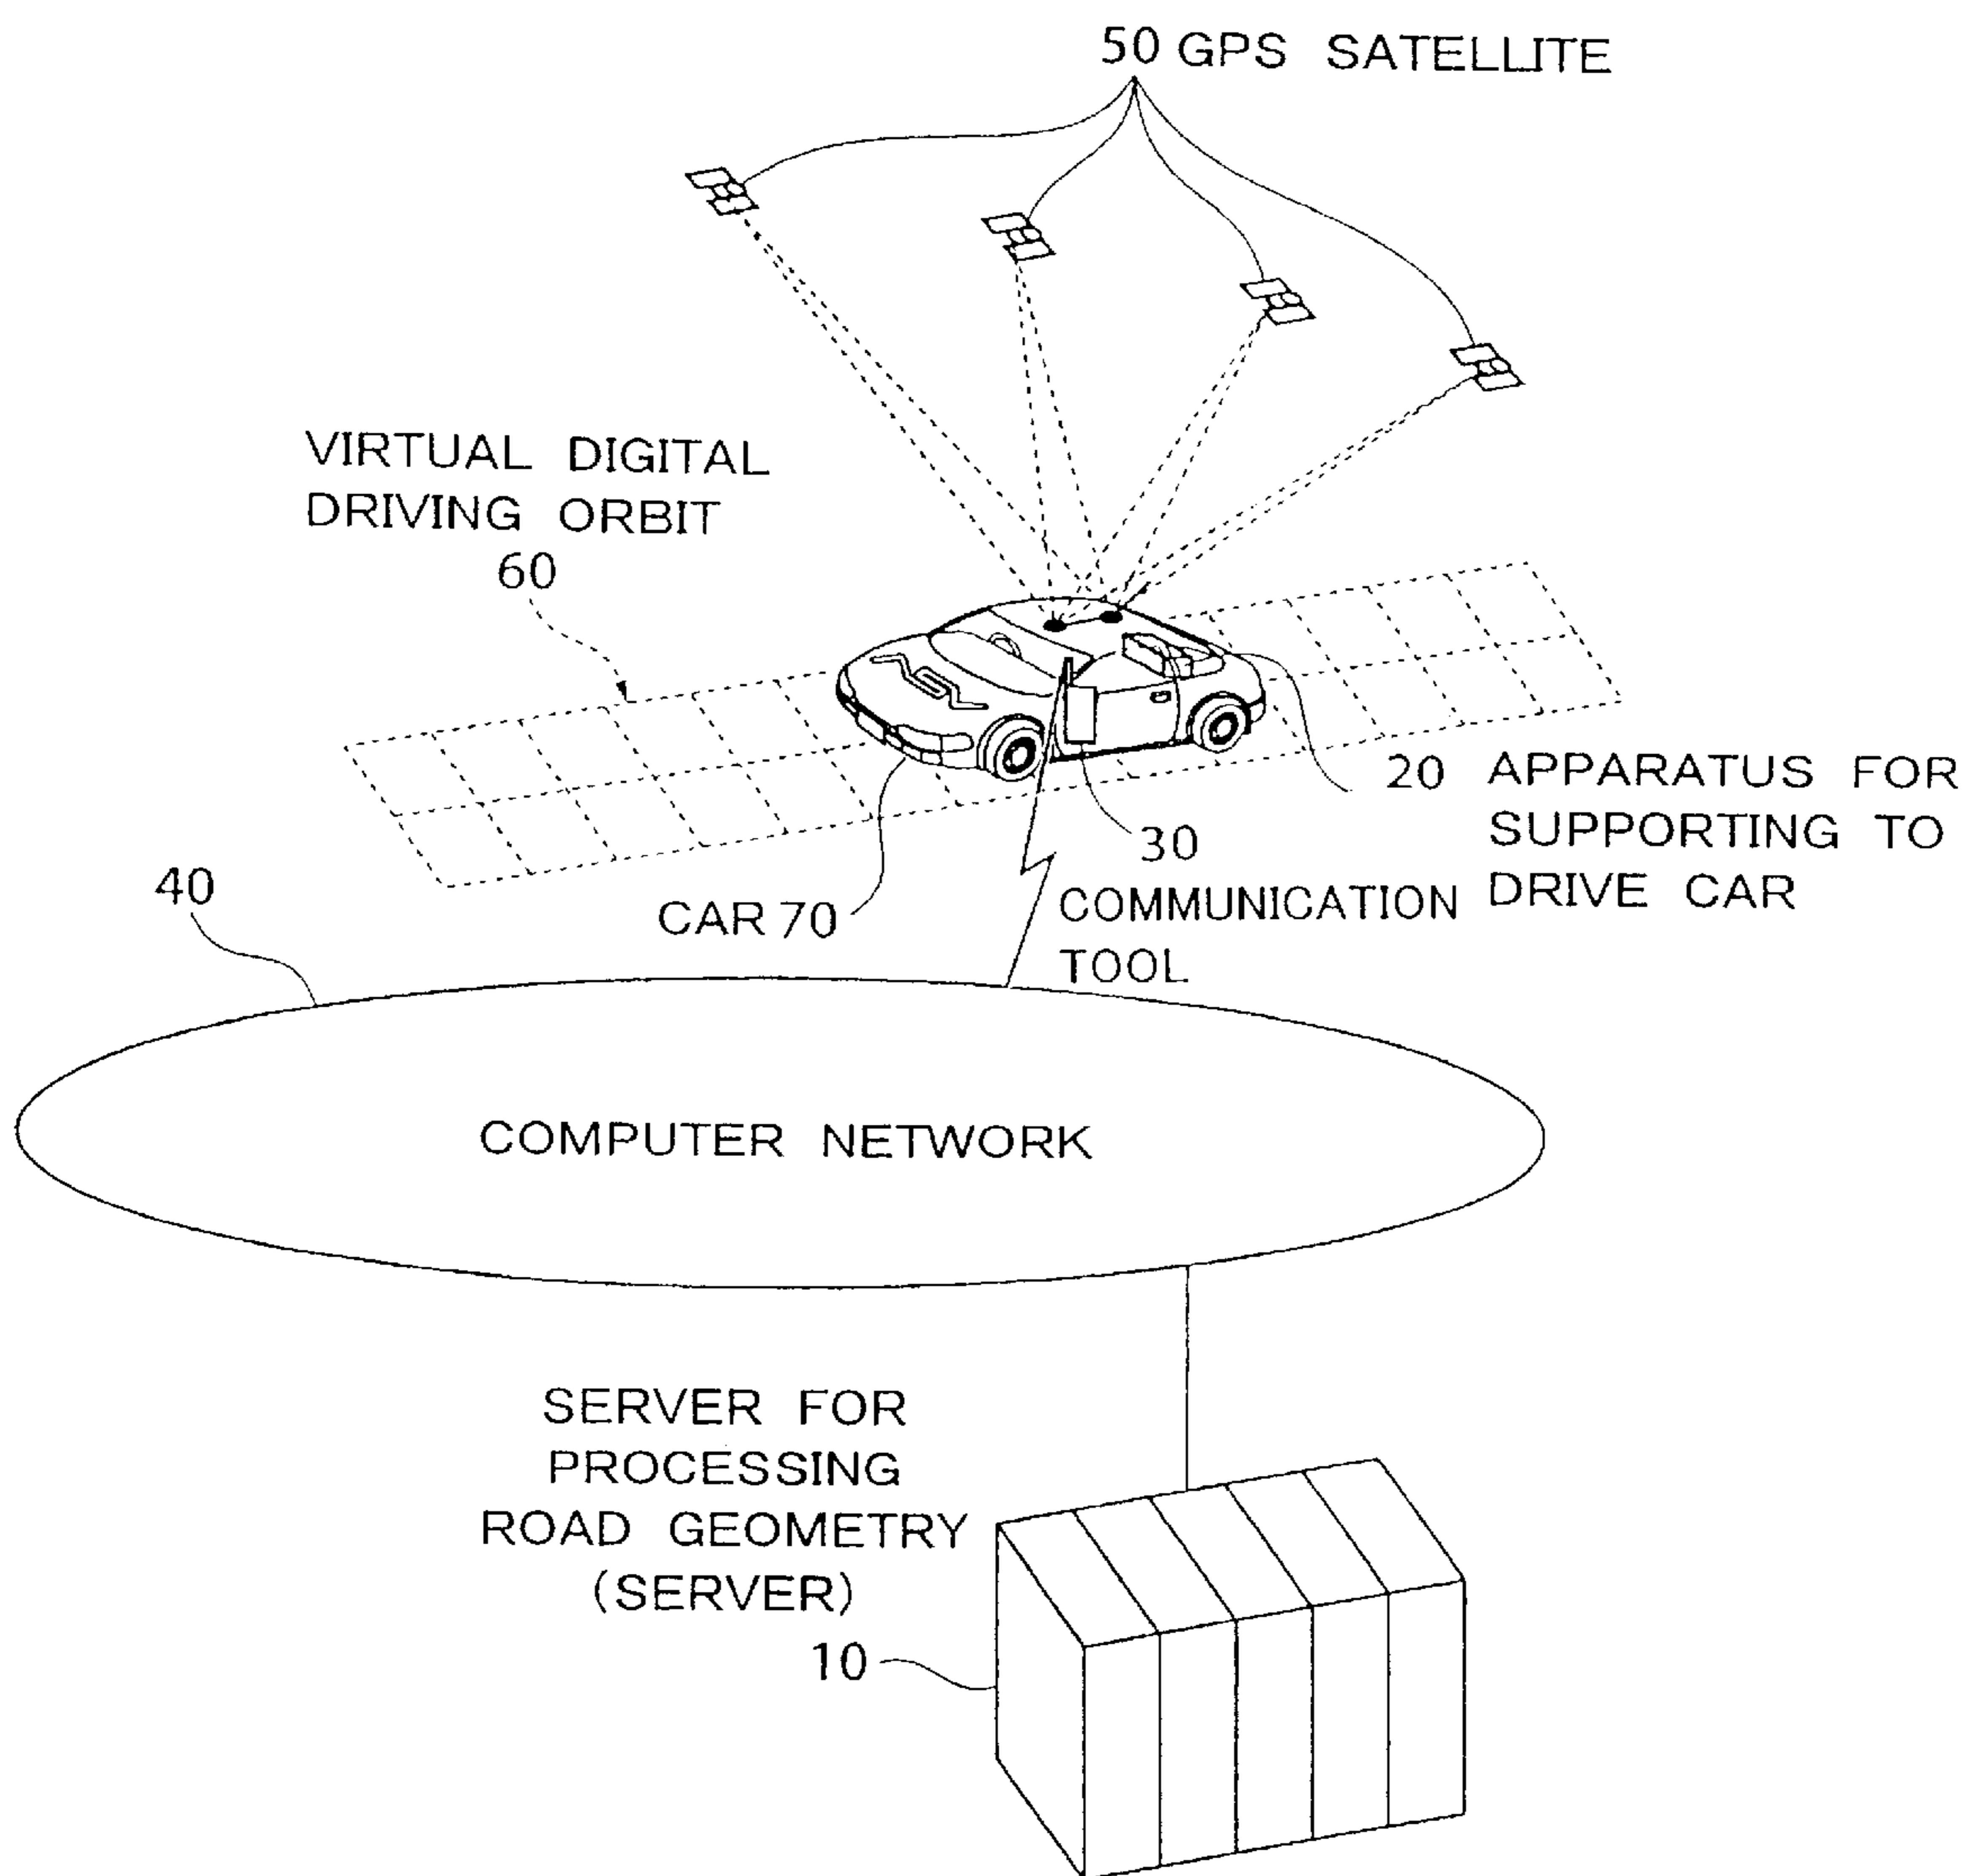 50 GPS SATELLITE
VIRTUAL DIGITAL
DRIVING ORBIT
60
20 APPARATUS FOR
SUPPORTING TO
DRIVE CAR
30
COMMUNICATION
TOOL
CAR 70
40
COMPUTER NETWORK
SERVER FOR
PROCESSING
ROAD GEOMETRY
(SERVER)
10